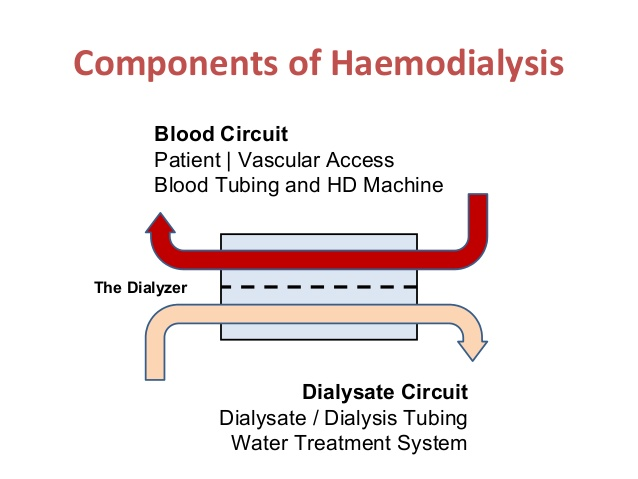 Components of Haemodialysis
Blood Circuit
Patient | Vascular Access
Blood Tubing and HD Machine
The Dialyzer
Dialysate Circuit
Dialysate / Dialysis Tubing
Water Treatment System